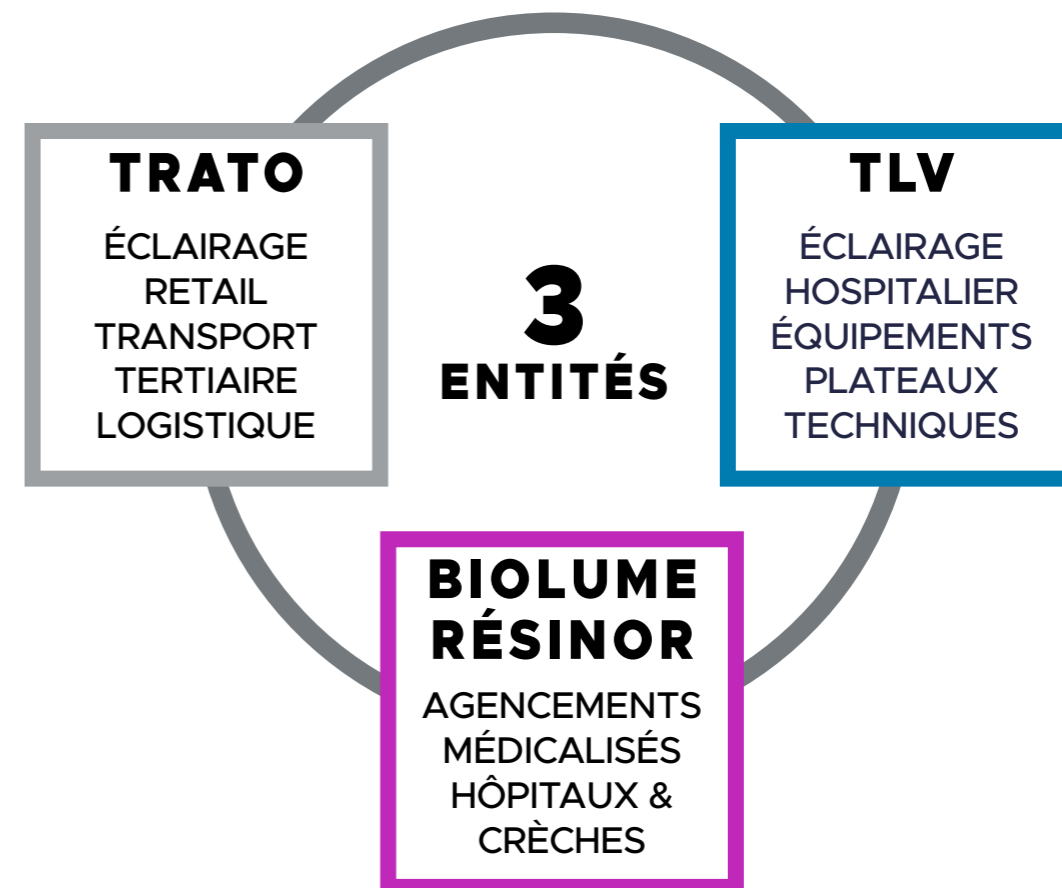 TRATO
ÉCLAIRAGE
RETAIL
TRANSPORT
TERTIAIRE
LOGISTIQUE
3
ENTITÉS
TLV
ÉCLAIRAGE
HOSPITALIER
ÉQUIPEMENTS
PLATEAUX
TECHNIQUES
BIOLUME
RÉSINOR
AGENCEMENTS
MÉDICALISÉS
HÔPITAUX &
CRÈCHES